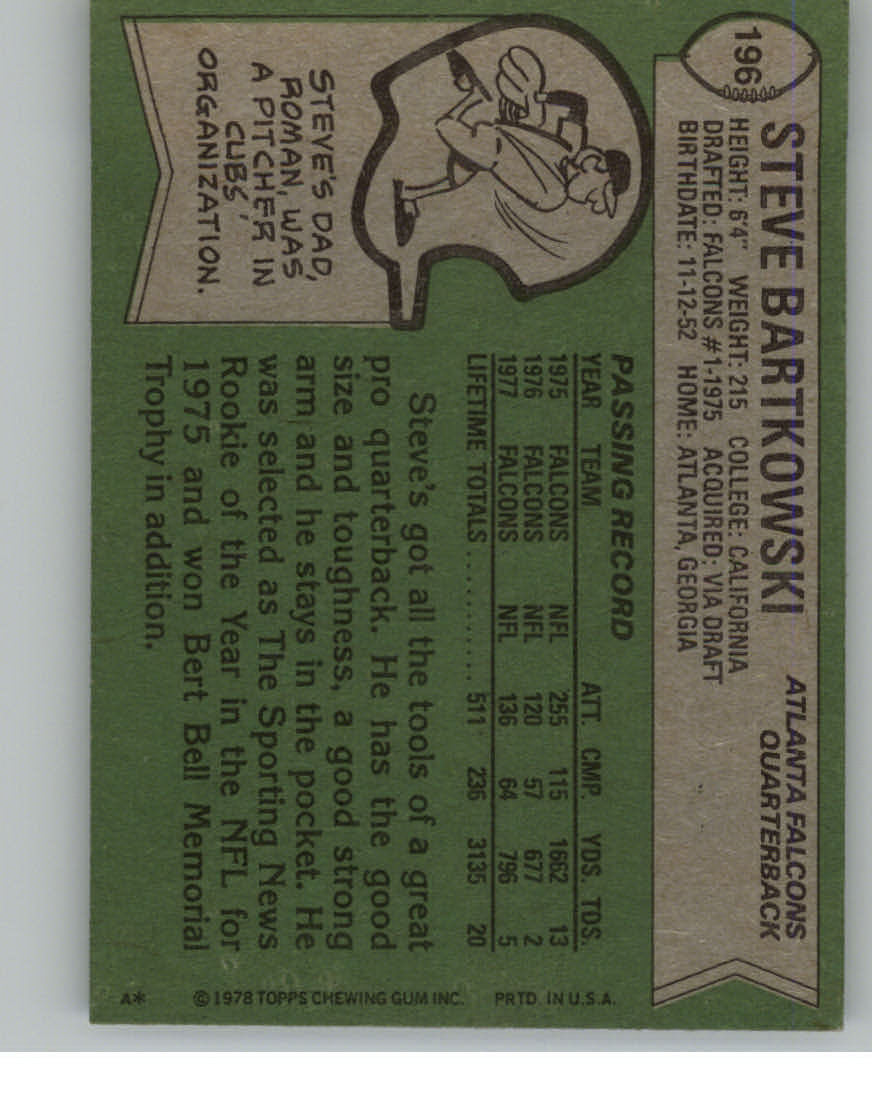 196
STEVE BARTKOWSKI
ATLANTA FALCONS
QUARTERBACK
HEIGHT: 6'4" WEIGHT: 215 COLLEGE: CALIFORNIA
DRAFTED: FALCONS #1-1975 ACQUIRED: VIA DRAFT
BIRTHDATE: 11-12-52 HOME: ATLANTA, GEORGIA
STEVE'S DAD,
ROMAN, WAS
A PITCHER IN
CUBS'
ORGANIZATION.
PASSING RECORD
YEAR TEAM ATT. CMP. YDS. TDS.
1975 FALCONS NFL 255 115 1662 13
1976 FALCONS NFL 120 57 677 2
1977 FALCONS NFL 136 64 796 5
LIFETIME TOTALS .......... 511 236 3135 20
Steve's got all the tools of a great
pro quarterback. He has the good
size and toughness, a good strong
arm and he stays in the pocket. He
was selected as The Sporting News
Rookie of the Year in the NFL for
1975 and won Bert Bell Memorial
Trophy in addition.
A* © 1978 TOPPS CHEWING GUM INC. PRTD. IN U.S.A.